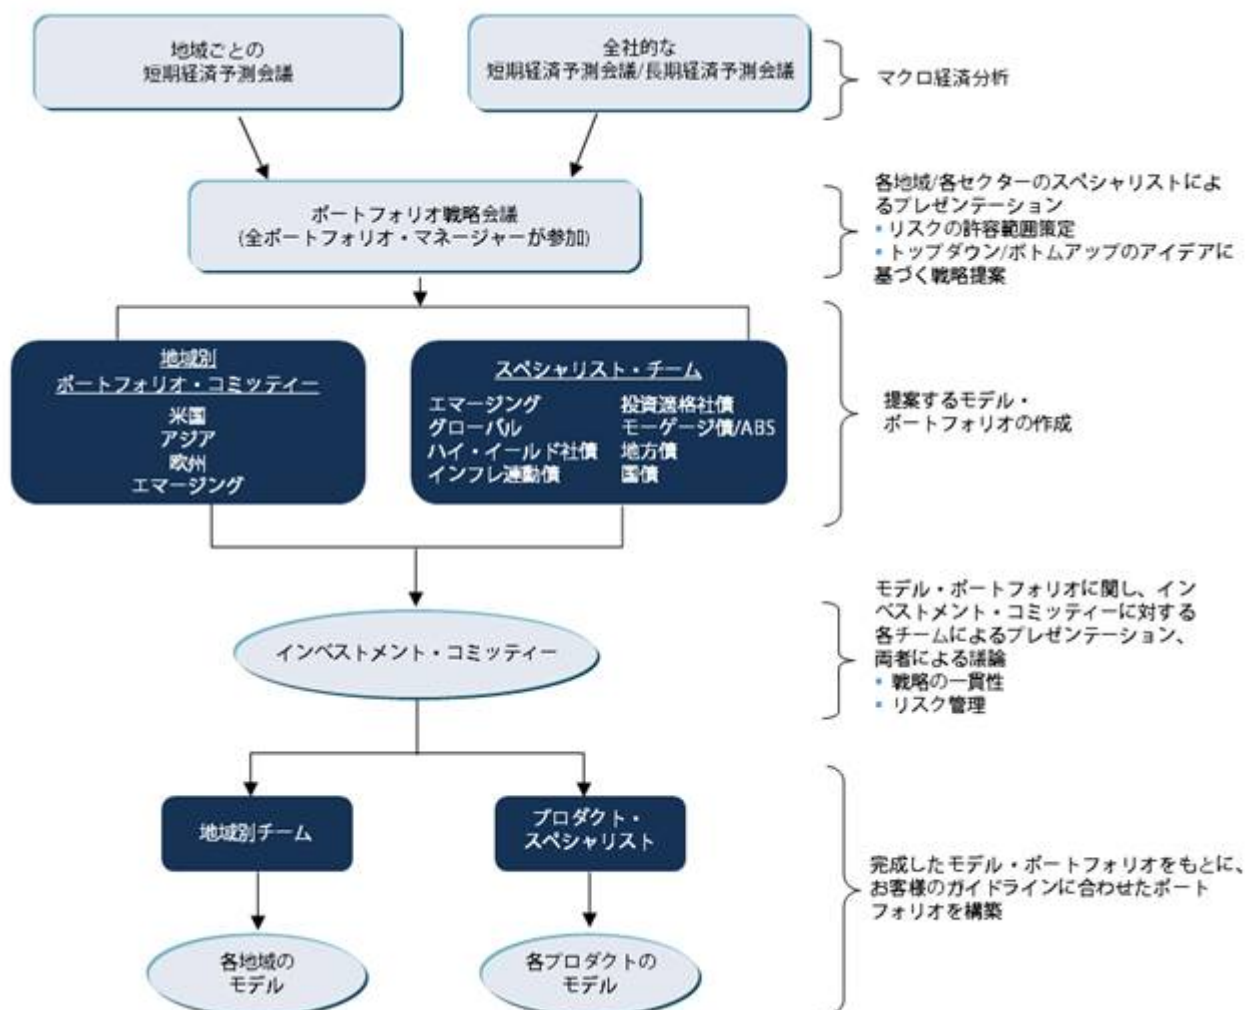 地域ごとの
短期経済予測会議
全社的な
短期経済予測会議/長期経済予測会議
マクロ経済分析
ポートフォリオ戦略会議
(全ポートフォリオ・マネージャーが参加)
各地域/各セクターのスペシャリストによ
るプレゼンテーション
▪ リスクの許容範囲策定
▪ トップダウン/ボトムアップのアイデアに
基づく戦略提案
地域別
ポートフォリオ・コミッティー
米国
アジア
欧州
エマージング
スペシャリスト・チーム
エマージング 投資適格社債
グローバル モーゲージ債/ABS
ハイ・イールド社債 地方債
インフレ連動債 国債
提案するモデル・
ポートフォリオの作成
インベストメント・コミッティー
モデル・ポートフォリオに関し、イン
ベストメント・コミッティーに対する
各チームによるプレゼンテーション、
両者による議論
▪ 戦略の一貫性
▪ リスク管理
地域別チーム
プロダクト・
スペシャリスト
完成したモデル・ポートフォリオをもとに、
お客様のガイドラインに合わせたポート
フォリオを構築
各地域の
モデル
各プロダクトの
モデル